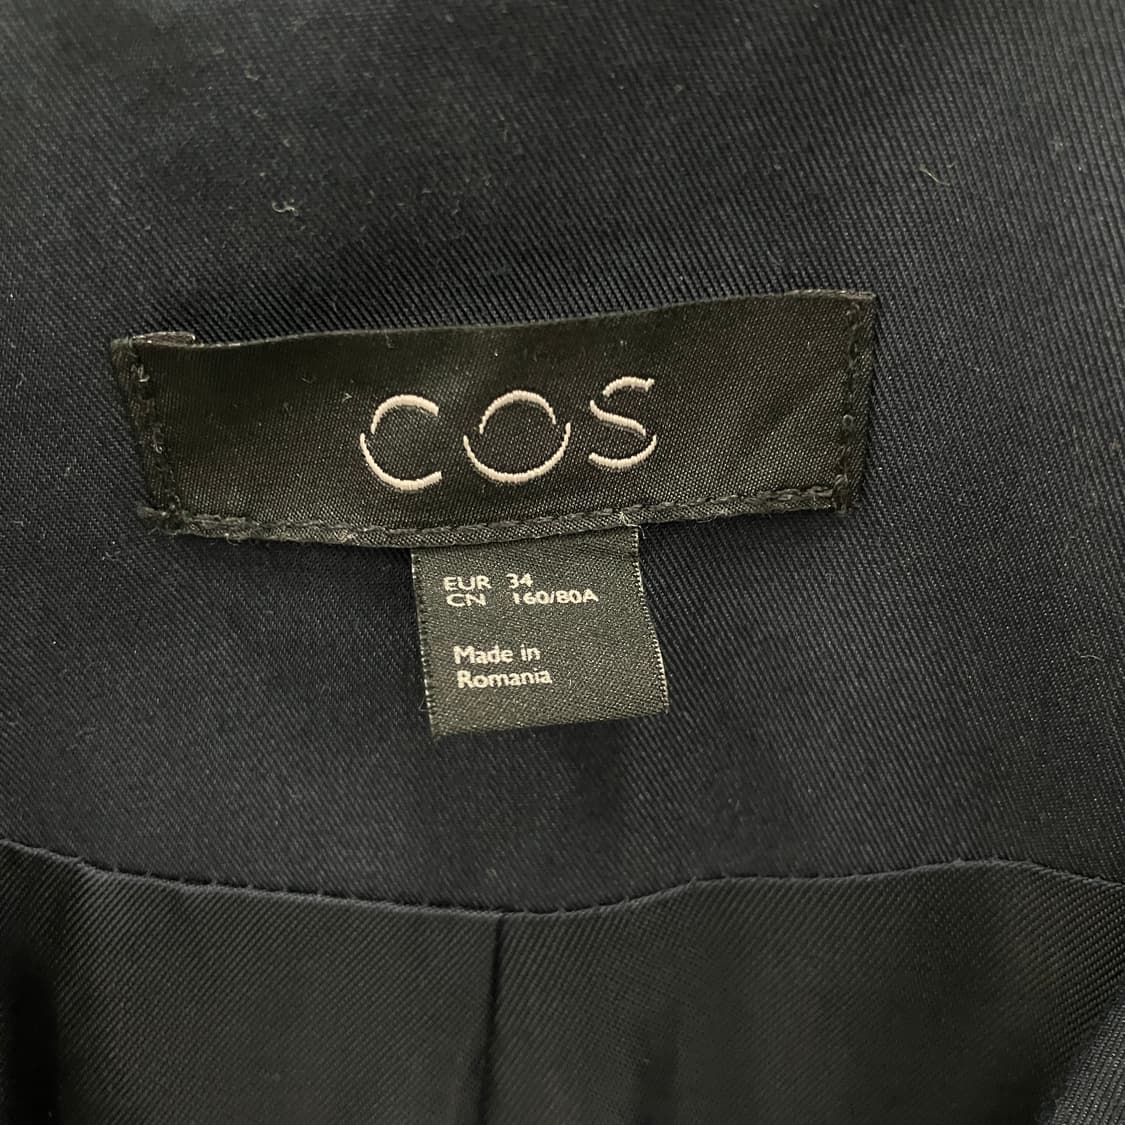 COS
EUR 34
CN 160/80A
Made in
Romania